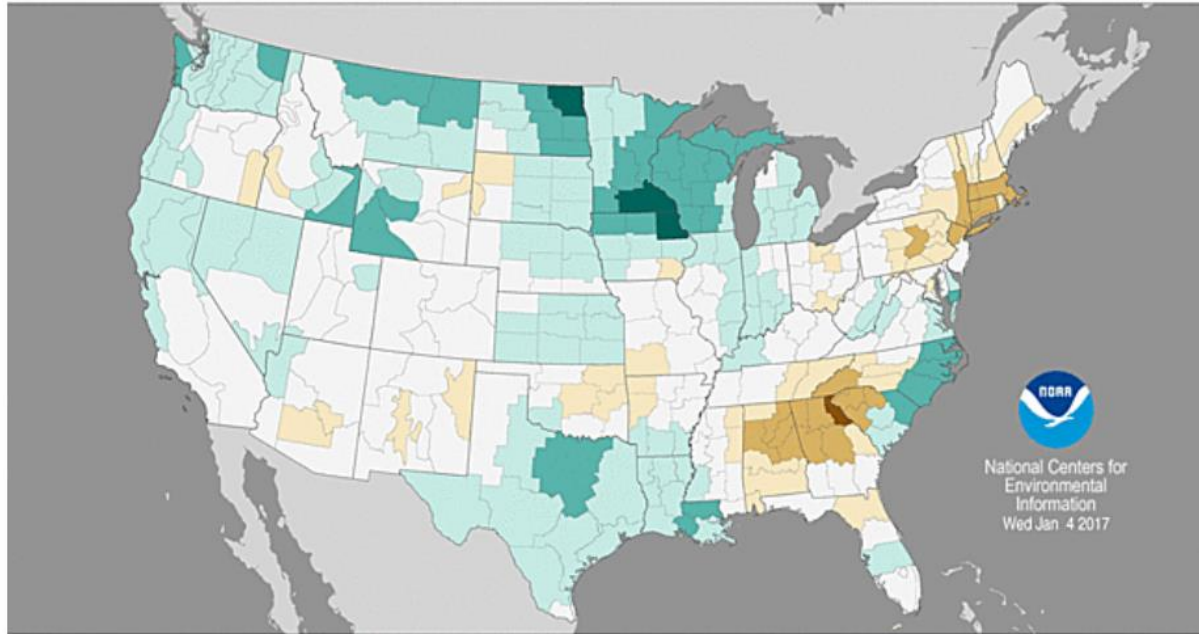 NOAA
National Centers for
Environmental
Information
Wed Jan 4 2017